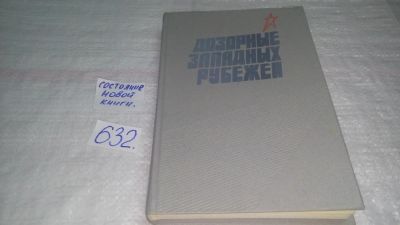 ДОЗОРНЫЕ
ЗАПАДНЫХ
РУБЕЖЕЙ
СОСТОЯНИЕ
НОВОЙ
КНИГИ.
632.